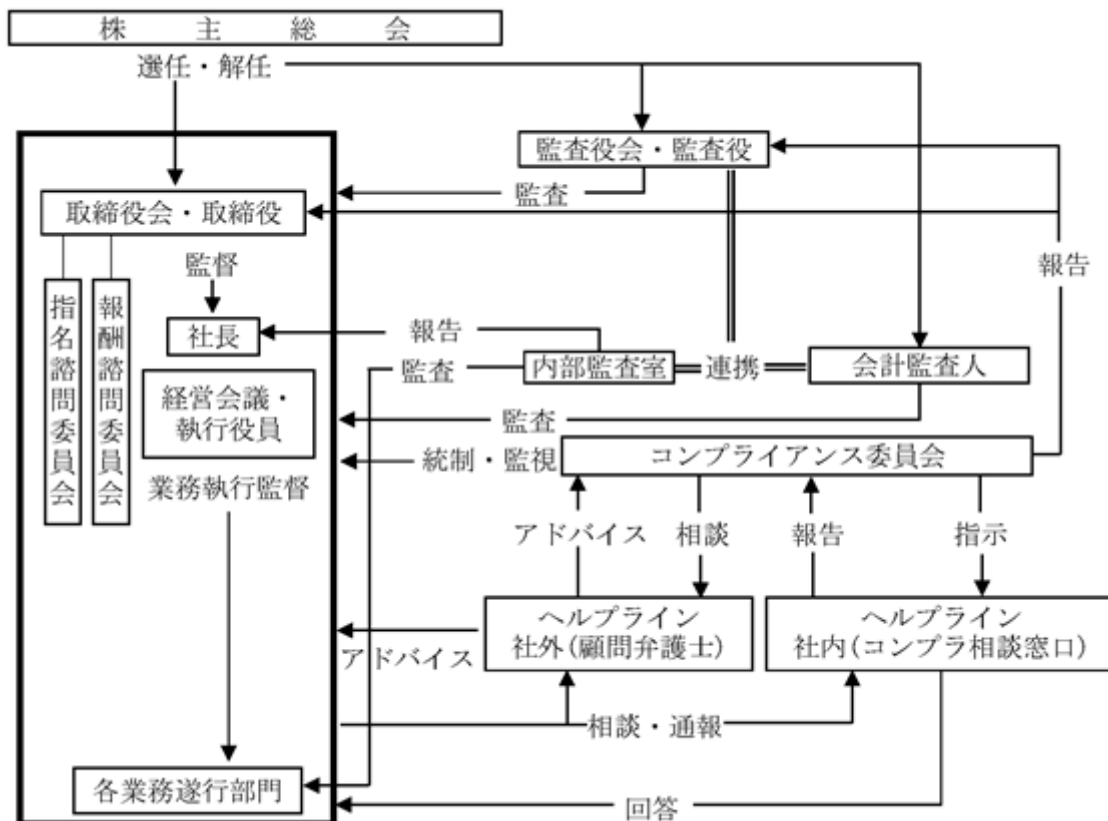 株主総会
選任・解任
監査役会・監査役
監査
取締役会・取締役
監督
報告
指名諮問委員会
報酬諮問委員会
社長
報告
監査
内部監査室
連携
会計監査人
経営会議・
執行役員
監査
統制・監視
コンプライアンス委員会
業務執行監督
アドバイス
相談
報告
指示
ヘルプライン
社外(顧問弁護士)
ヘルプライン
社内(コンプラ相談窓口)
アドバイス
相談・通報
各業務遂行部門
回答